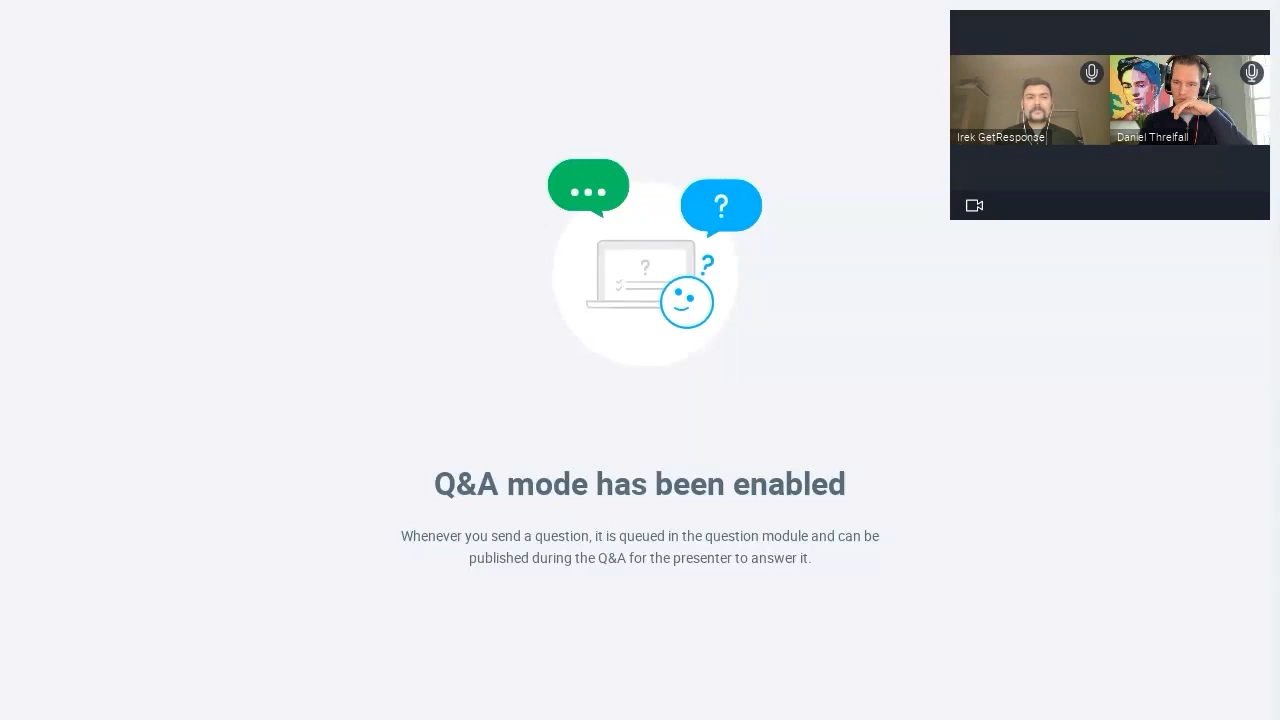 Irek GetResponse
Daniel Threlfall
?
?
?
Q&A mode has been enabled
Whenever you send a question, it is queued in the question module and can be
published during the Q&A for the presenter to answer it.